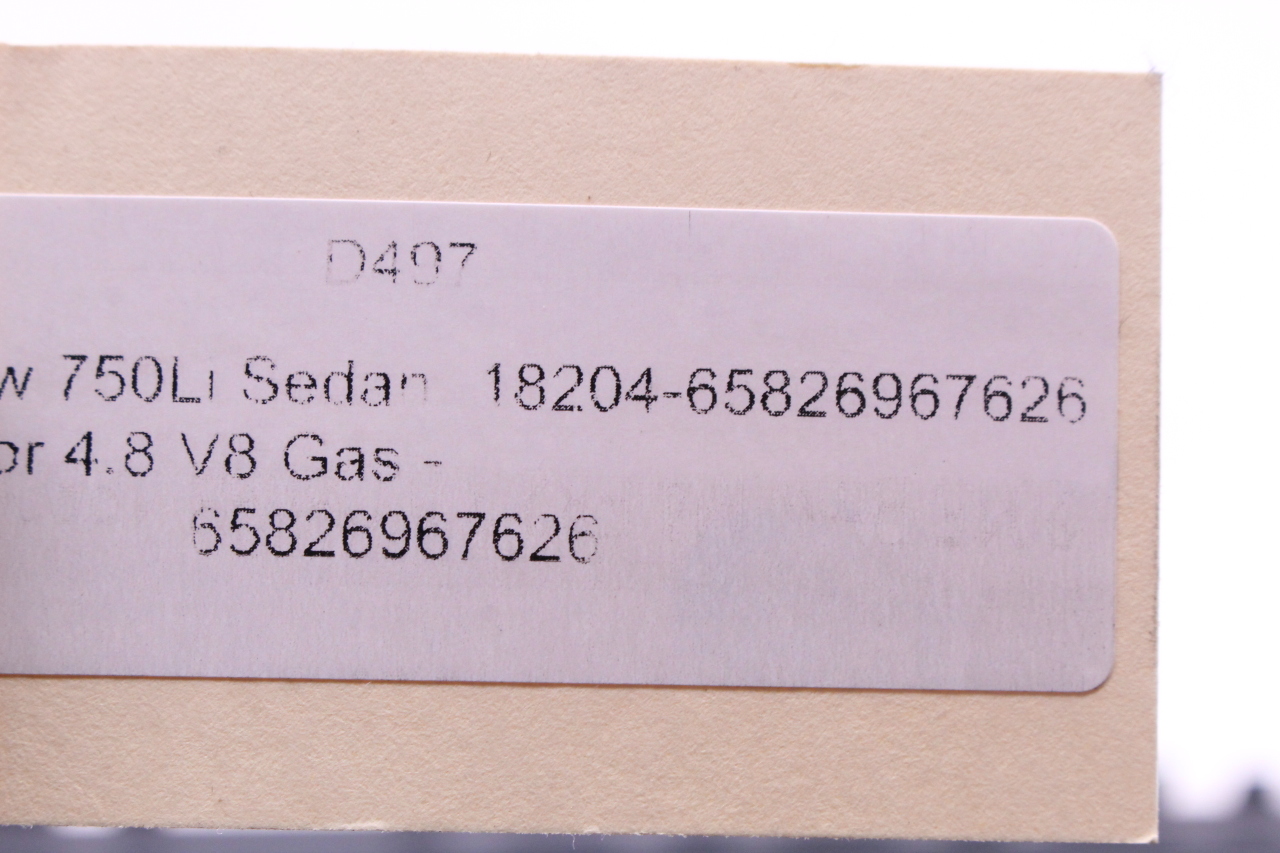 D497
w 750Li Sedan 18204-65826967626
or 4.8 V8 Gas -
65826967626